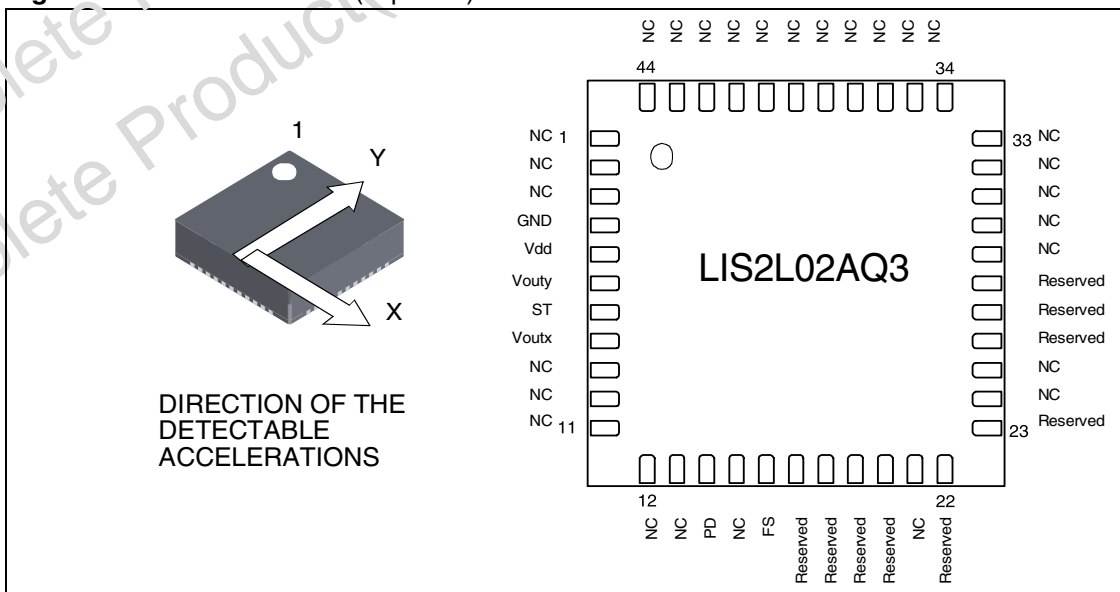 NC NC NC NC NC NC NC NC NC NC NC
44 34
1
Y
X
DIRECTION OF THE
DETECTABLE
ACCELERATIONS
NC 1
NC
NC
GND
Vdd
Vouty
ST
Voutx
NC
NC
NC 11
LIS2L02AQ3
33 NC
NC
NC
NC
NC
Reserved
Reserved
Reserved
NC
NC
23 Reserved
12 22
NC NC PD NC FS Reserved Reserved Reserved Reserved NC Reserved